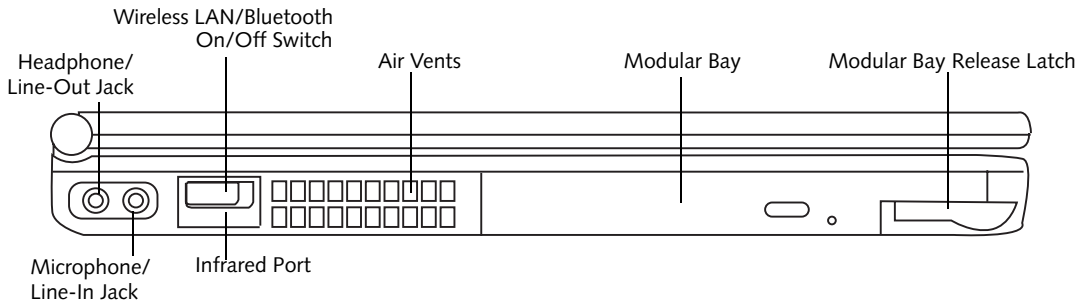 Wireless LAN/Bluetooth
On/Off Switch
Headphone/
Line-Out Jack
Air Vents
Modular Bay
Modular Bay Release Latch
Microphone/
Line-In Jack
Infrared Port